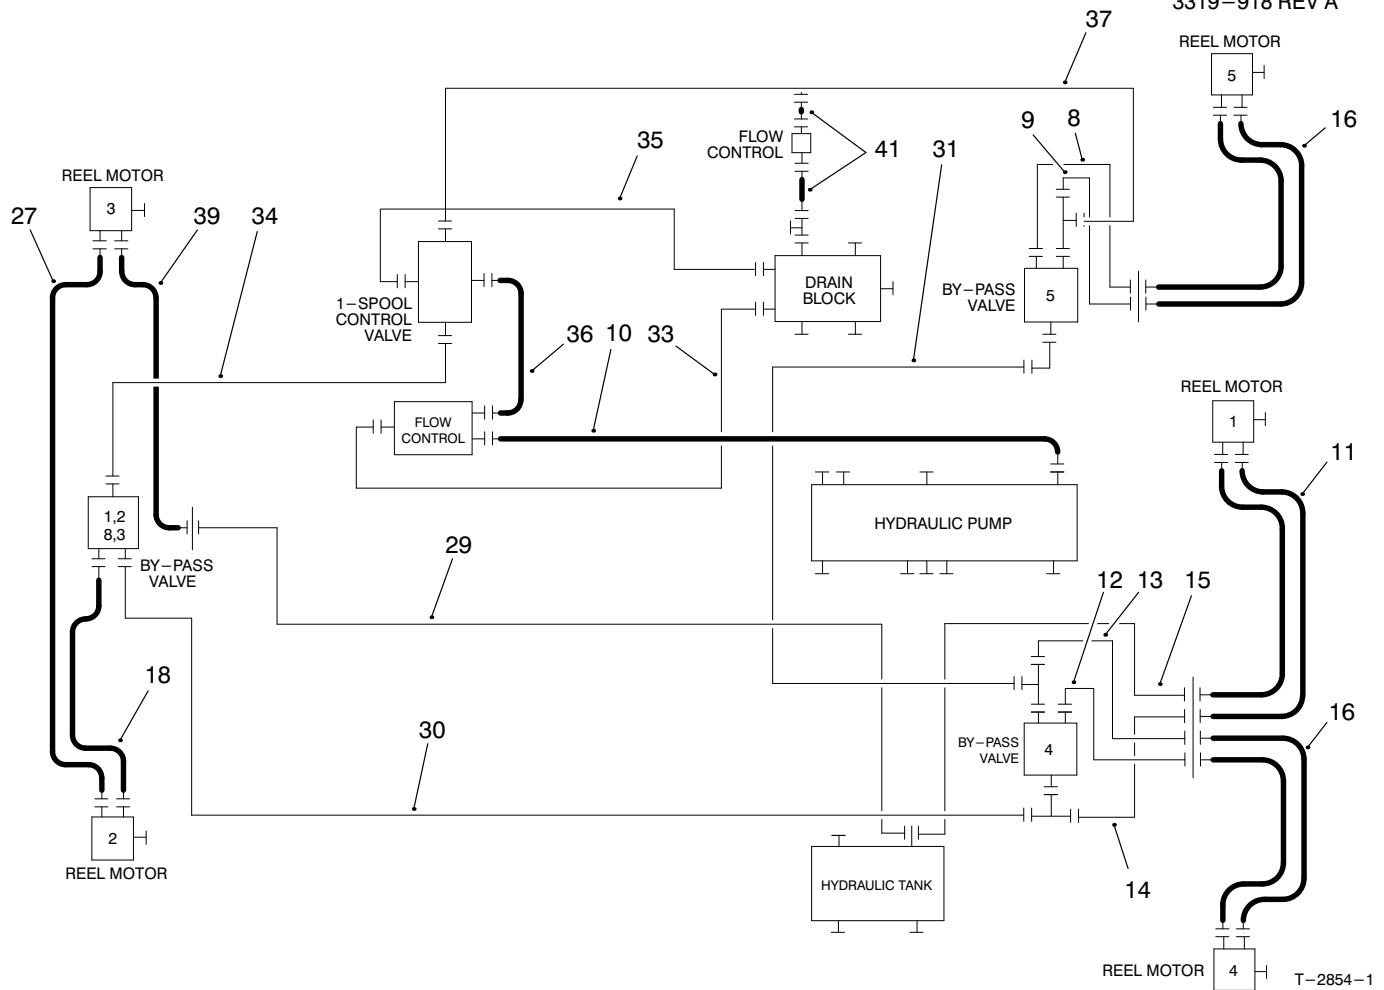 3319–918 REV A
37
REEL MOTOR
5
16
9
8
FLOW
CONTROL
41
31
35
REEL MOTOR
3
27
39
34
1–SPOOL
CONTROL
VALVE
DRAIN
BLOCK
BY–PASS
VALVE
5
36
10
33
FLOW
CONTROL
REEL MOTOR
1
11
1,2
8,3
BY–PASS
VALVE
HYDRAULIC PUMP
29
12
13
15
18
30
BY–PASS
VALVE
4
16
2
REEL MOTOR
HYDRAULIC TANK
14
REEL MOTOR
4
T–2854–1